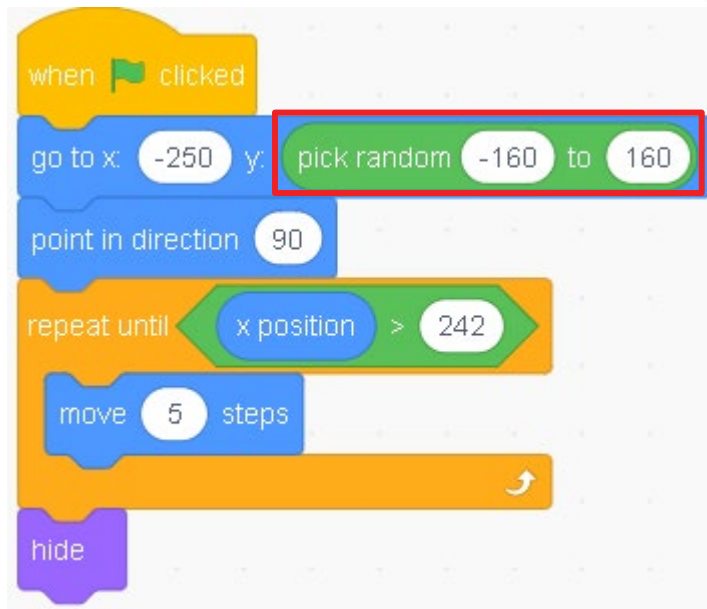 when clicked
go to x: -250 y: pick random -160 to 160
point in direction 90
repeat until x position > 242
move 5 steps
hide